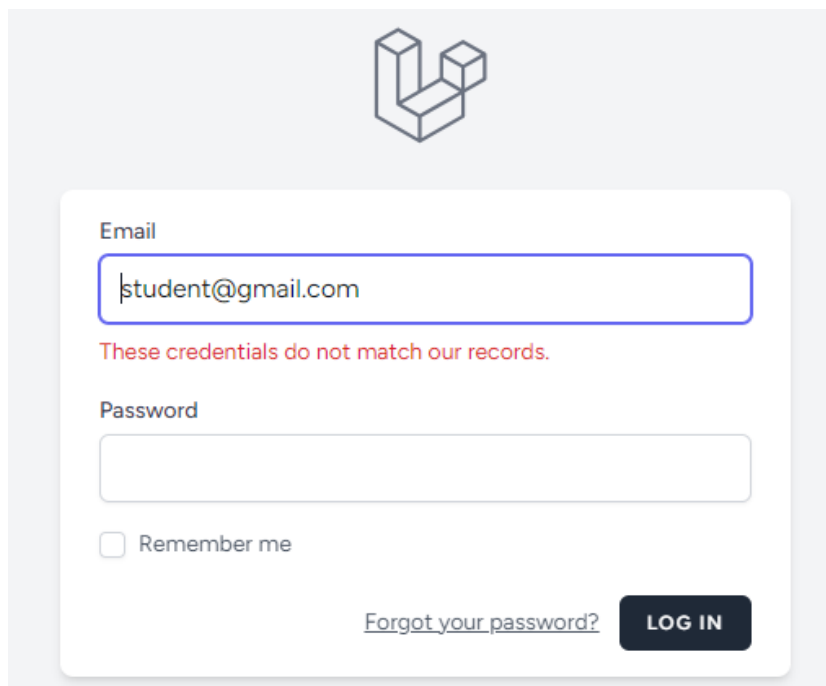 Email
student@gmail.com
These credentials do not match our records.
Password
Remember me
Forgot your password? LOG IN